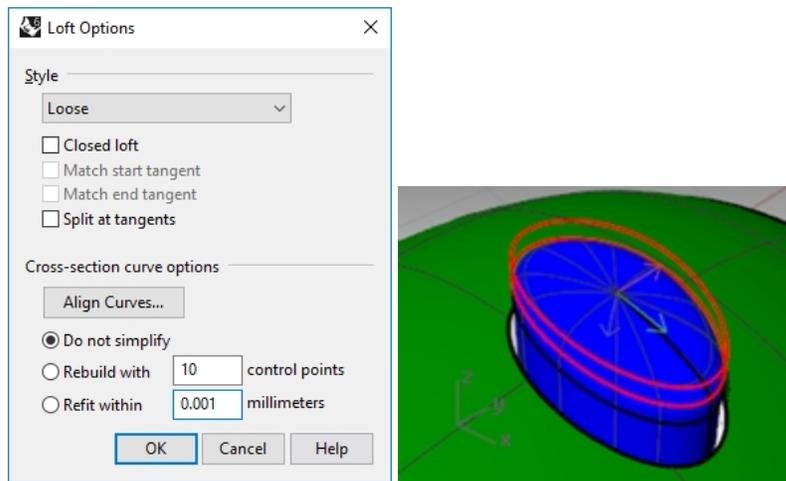 Loft Options
Style
Loose
Closed loft
Match start tangent
Match end tangent
Split at tangents
Cross-section curve options
Align Curves...
Do not simplify
Rebuild with 10 control points
Refit within 0.001 millimeters
OK Cancel Help
z
y
x